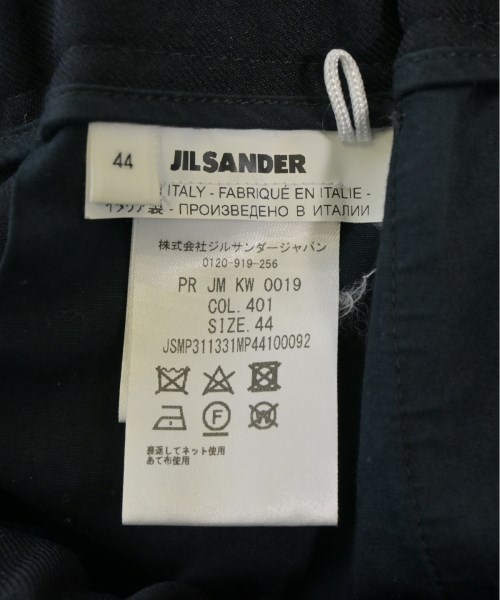 44
JIL SANDER
ITALY - FABRIQUÉ EN ITALIE -
イタリア製 - ПРОИЗВЕДЕНО В ИТАЛИИ
株式会社ジルサンダージャパン
0120-919-256
PR JM KW 0019
COL. 401
SIZE. 44
JSMP311331MP44100092
F W
裏返してネット使用
あて布使用